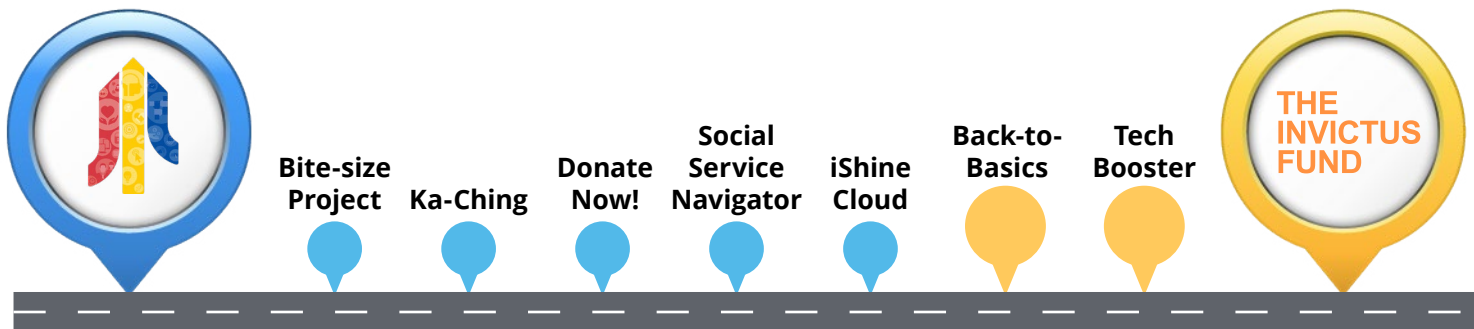 Bite-size
Project
Ka-Ching
Donate
Now!
Social
Service
Navigator
iShine
Cloud
Back-to-
Basics
Tech
Booster
THE
INVICTUS
FUND